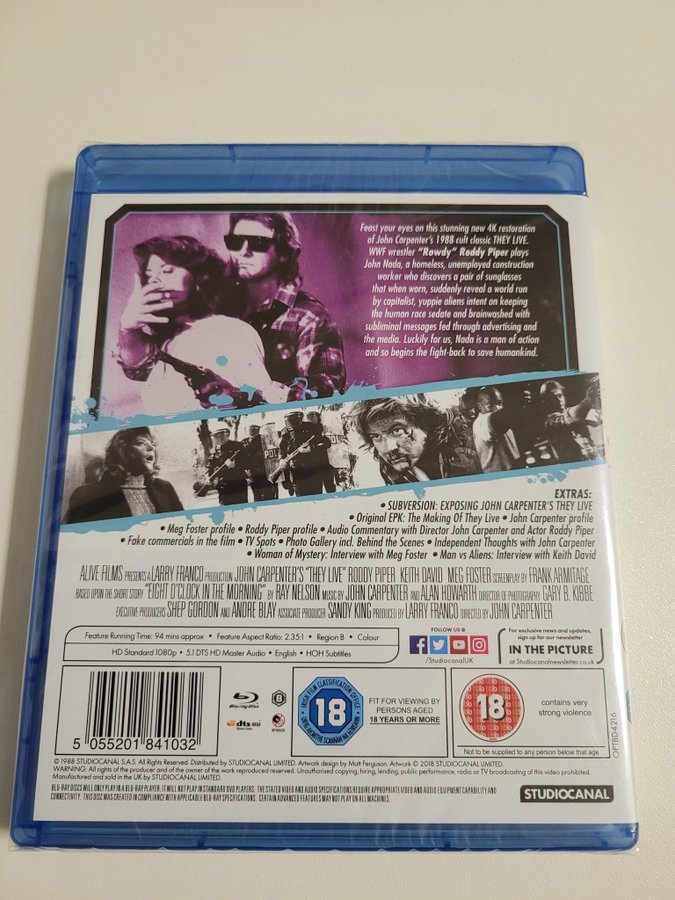 Feast your eyes on this stunning new 4K restoration
of John Carpenter's 1988 cult classic THEY LIVE.
WWF wrestler "Rowdy" Roddy Piper plays
John Nada, a homeless, unemployed construction
worker who discovers a pair of sunglasses
that when worn, suddenly reveal a world run
by capitalist, yuppie aliens intent on keeping
the human race sedate and brainwashed with
subliminal messages fed through advertising and
the media. Luckily for us, Nada is a man of action
and so begins the fight-back to save humankind.
EXTRAS:
• SUBVERSION: EXPOSING JOHN CARPENTER'S THEY LIVE
• Original EPK: The Making Of They Live • John Carpenter profile
• Meg Foster profile • Roddy Piper profile • Audio Commentary with Director John Carpenter and Actor Roddy Piper
• Fake commercials in the film • TV Spots • Photo Gallery incl. Behind the Scenes • Independent Thoughts with John Carpenter
• Woman of Mystery: Interview with Meg Foster • Man vs Aliens: Interview with Keith David
ALIVE FILMS PRESENTS A LARRY FRANCO PRODUCTION JOHN CARPENTER'S "THEY LIVE" RODDY PIPER KEITH DAVID MEG FOSTER SCREENPLAY BY FRANK ARMITAGE
BASED UPON THE SHORT STORY "EIGHT O'CLOCK IN THE MORNING" BY RAY NELSON MUSIC BY JOHN CARPENTER AND ALAN HOWARTH DIRECTOR OF PHOTOGRAPHY GARY B. KIBBE
EXECUTIVE PRODUCERS SHEP GORDON AND ANDRE BLAY ASSOCIATE PRODUCER SANDY KING PRODUCED BY LARRY FRANCO DIRECTED BY JOHN CARPENTER
Feature Running Time: 94 mins approx • Feature Aspect Ratio: 2.35:1 • Region B • Colour
HD Standard 1080p • 5.1 DTS HD Master Audio • English • HOH Subtitles
FOLLOW US @
/StudiocanalUK
For exclusive news and updates,
sign up for our newsletter
IN THE PICTURE
at Studiocanalnewsletter.co.uk
5 055201 841032
Blu-ray Disc
B
dts-HD
Master Audio
IRISH FILM CLASSIFICATION OFFICE
18
FIT FOR VIEWING BY
PERSONS AGED
18 YEARS OR MORE
18
contains very
strong violence
Not to be supplied to any person below that age
OPTBD4216
© 1988 STUDIOCANAL S.A.S. All Rights Reserved. Distributed by STUDIOCANAL LIMITED. Artwork design by Matt Ferguson. Artwork © 2018 STUDIOCANAL LIMITED.
WARNING: All rights of the producer and of the owner of the work reproduced reserved. Unauthorised copying, hiring, lending, public performance, radio or TV broadcasting of this video prohibited.
Manufactured and sold in the UK by STUDIOCANAL LIMITED.
BLU-RAY DISCS WILL ONLY PLAY IN A BLU-RAY PLAYER. IT WILL NOT PLAY IN STANDARD DVD PLAYERS. THE STATED VIDEO AND AUDIO SPECIFICATIONS REQUIRE APPROPRIATE VIDEO AND AUDIO EQUIPMENT CAPABILITY AND
CONNECTIVITY. THIS DISC WAS CREATED IN COMPLIANCE WITH APPLICABLE BLU-RAY SPECIFICATIONS. CERTAIN ADVANCED FEATURES MAY NOT PLAY ON ALL MACHINES.
STUDIOCANAL